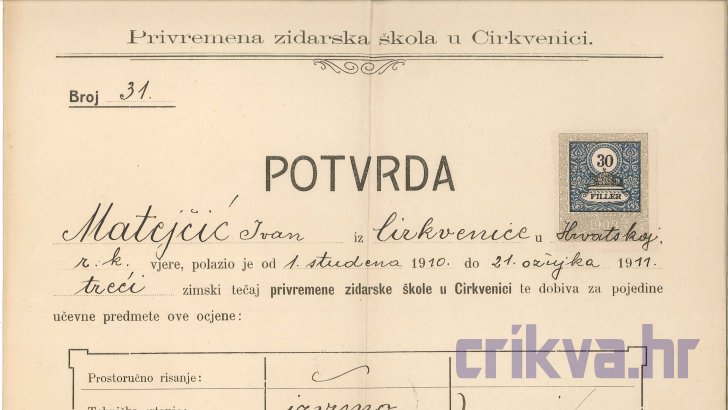 Privremena zidarska škola u Cirkvenici.
Broj 31.
POTVRDA
30
FILLER
Matejčić Ivan iz Cirkvenice u Hrvatskoj,
r. k. vjere, polazio je od 1. studena 1910. do 21. ožujka 1911.
treći zimski tečaj privremene zidarske škole u Cirkvenici te dobiva za pojedine
učevne predmete ove ocjene:
crikva.hr
Prostoručno risanje: